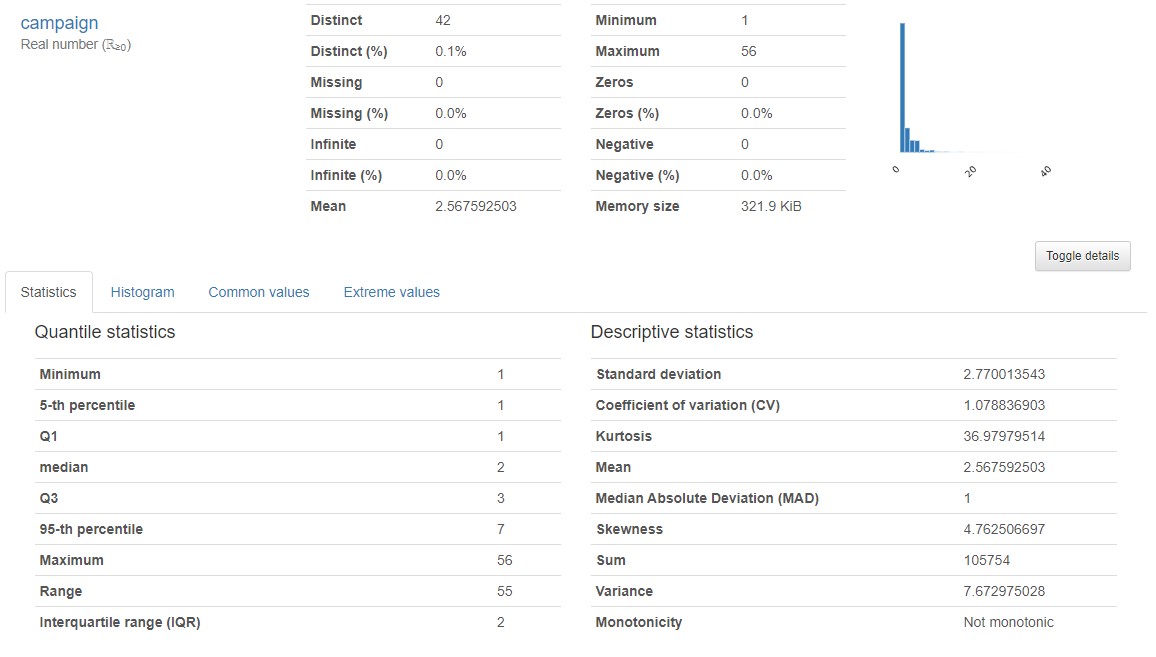 campaign
Real number (ℝ≥0)
Distinct 42
Distinct (%) 0.1%
Missing 0
Missing (%) 0.0%
Infinite 0
Infinite (%) 0.0%
Mean 2.567592503
Minimum 1
Maximum 56
Zeros 0
Zeros (%) 0.0%
Negative 0
Negative (%) 0.0%
Memory size 321.9 KiB
0 20 40
Toggle details
Statistics Histogram Common values Extreme values
Quantile statistics
Minimum 1
5-th percentile 1
Q1 1
median 2
Q3 3
95-th percentile 7
Maximum 56
Range 55
Interquartile range (IQR) 2
Descriptive statistics
Standard deviation 2.770013543
Coefficient of variation (CV) 1.078836903
Kurtosis 36.97979514
Mean 2.567592503
Median Absolute Deviation (MAD) 1
Skewness 4.762506697
Sum 105754
Variance 7.672975028
Monotonicity Not monotonic